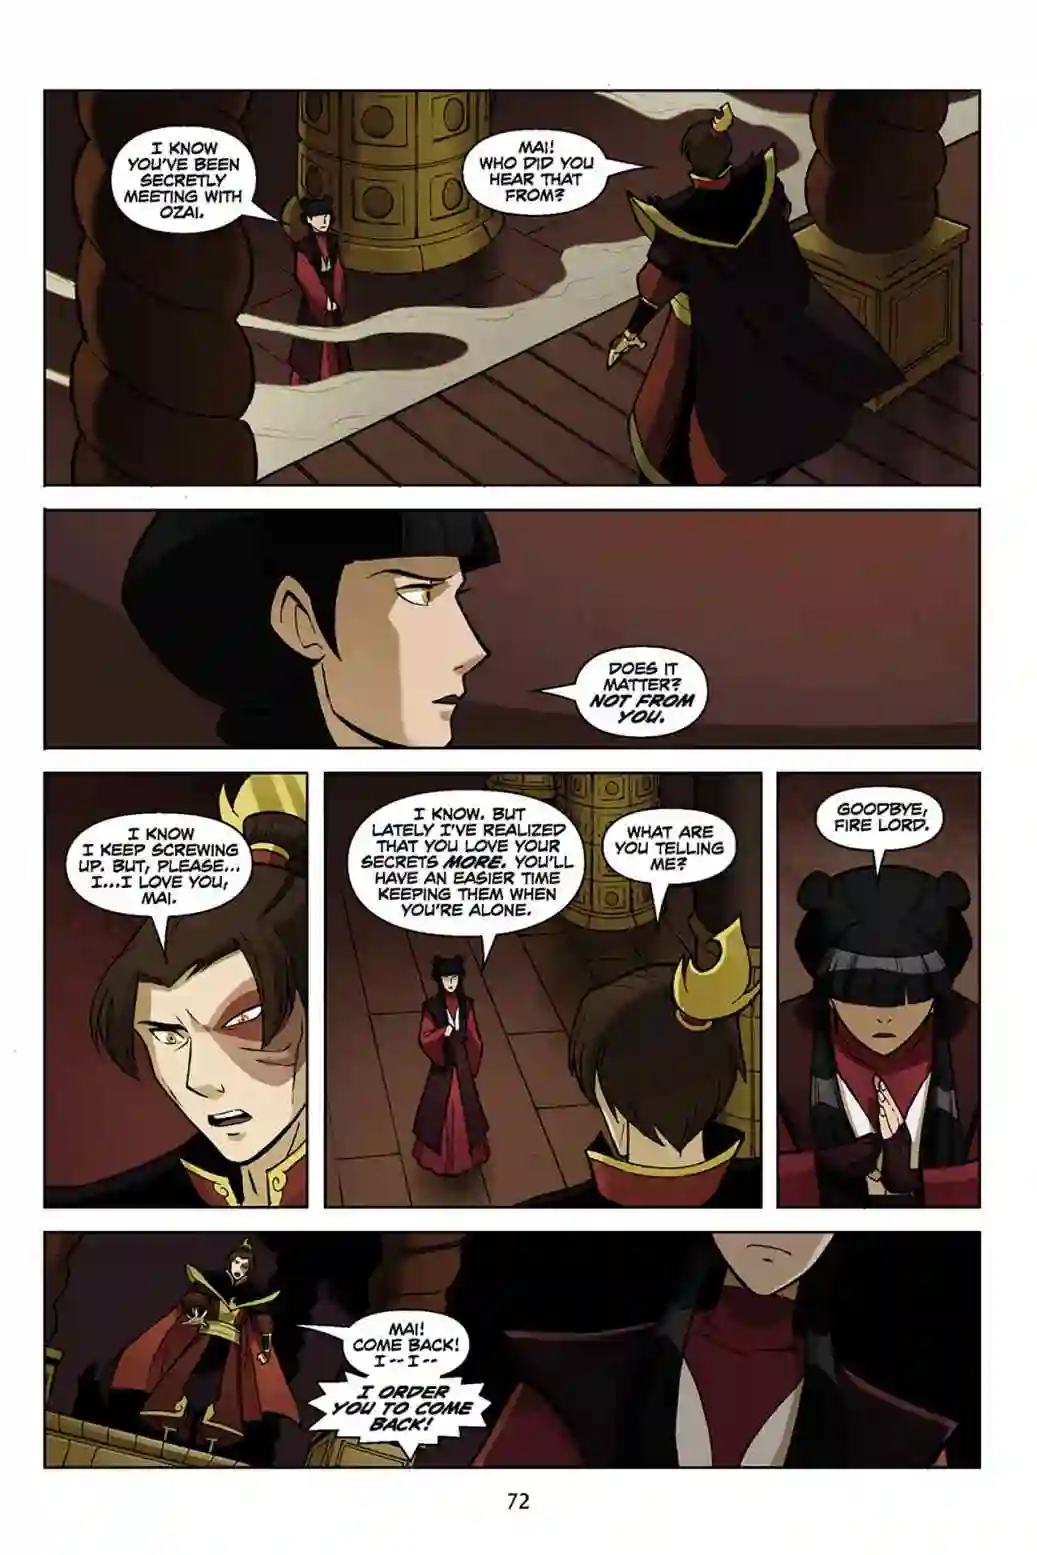 I KNOW
YOU'VE BEEN
SECRETLY
MEETING WITH
OZAI.
MAI!
WHO DID YOU
HEAR THAT
FROM?
DOES IT
MATTER?
NOT FROM
YOU.
I KNOW
I KEEP SCREWING
UP. BUT, PLEASE...
I...I LOVE YOU,
MAI.
I KNOW. BUT
LATELY I'VE REALIZED
THAT YOU LOVE YOUR
SECRETS MORE. YOU'LL
HAVE AN EASIER TIME
KEEPING THEM WHEN
YOU'RE ALONE.
WHAT ARE
YOU TELLING
ME?
GOODBYE,
FIRE LORD.
MAI!
COME BACK!
I -- I --
I ORDER
YOU TO COME
BACK!
72